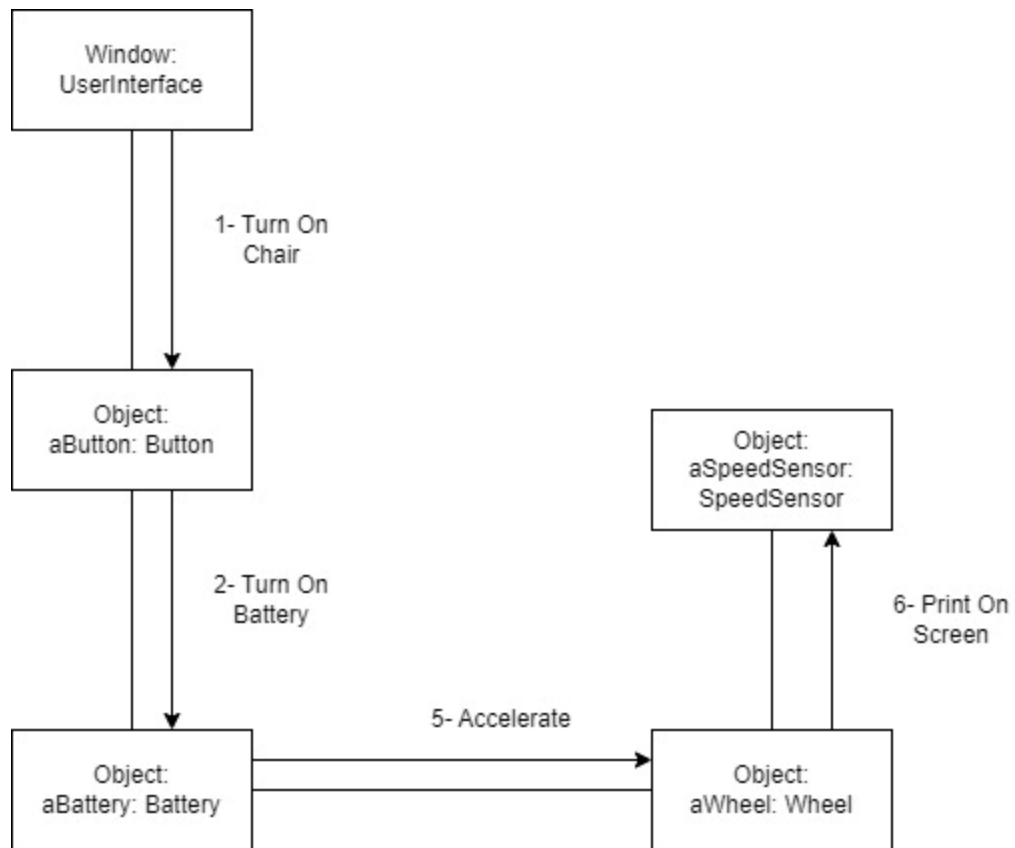 Window:
UserInterface
1- Turn On
Chair
Object:
aButton: Button
Object:
aSpeedSensor:
SpeedSensor
2- Turn On
Battery
6- Print On
Screen
5- Accelerate
Object:
aBattery: Battery
Object:
aWheel: Wheel